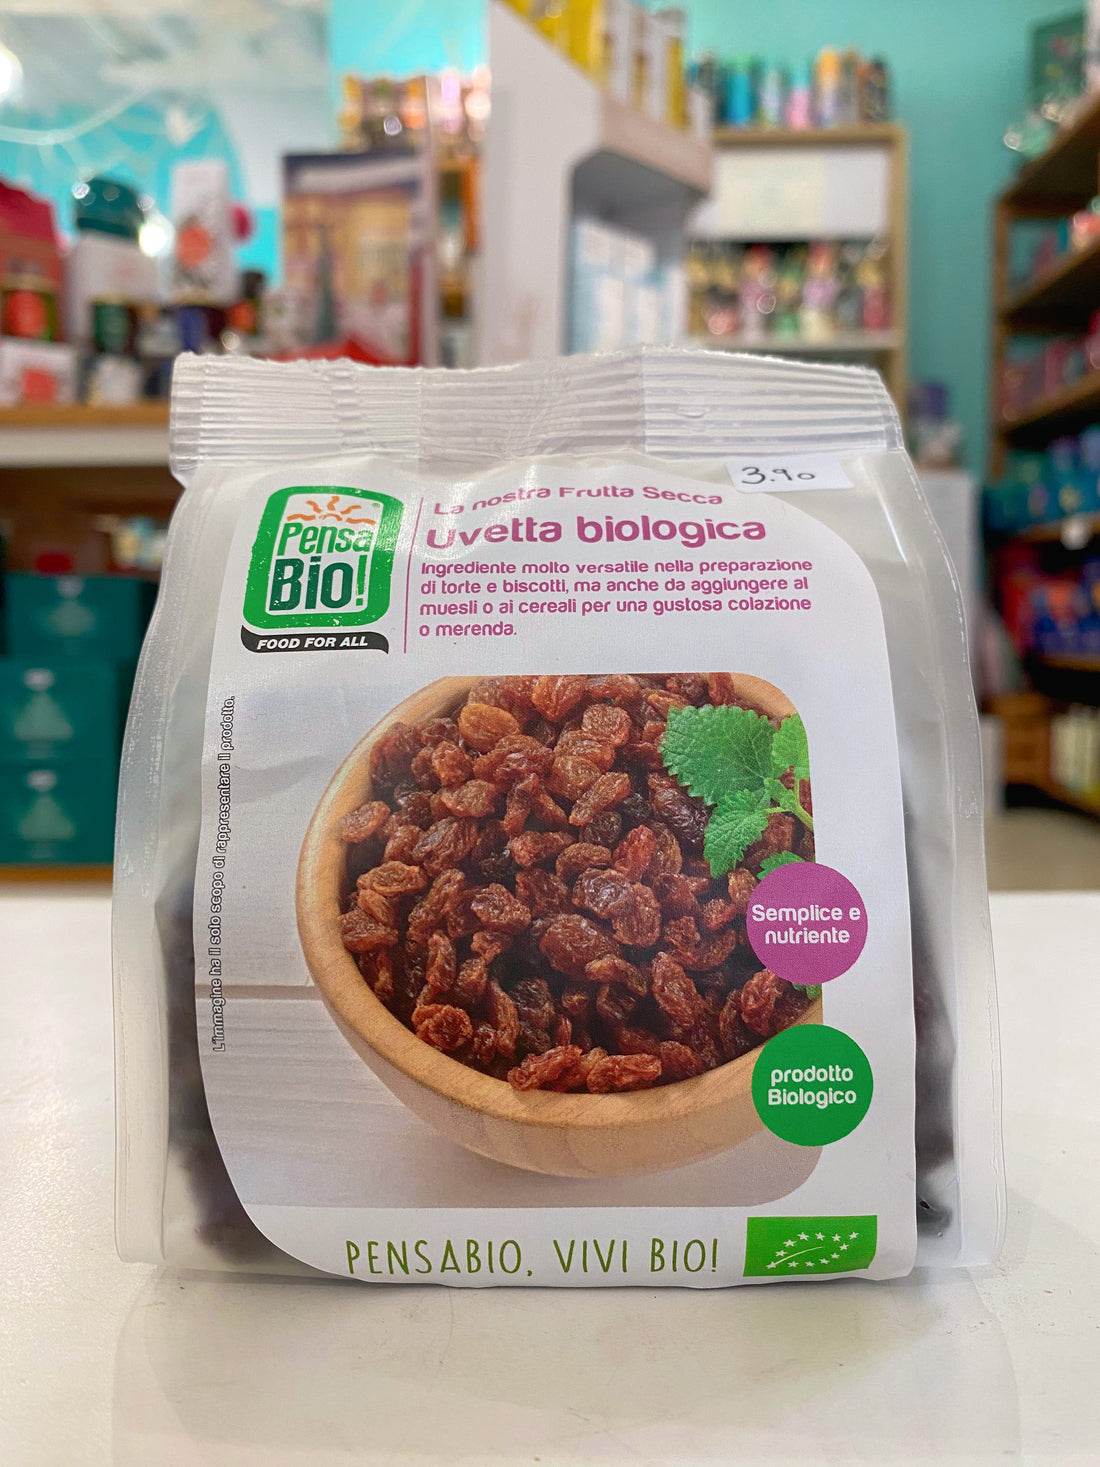 3.90
La nostra Frutta Secca
Uvetta biologica
Ingrediente molto versatile nella preparazione
di torte e biscotti, ma anche da aggiungere al
muesli o ai cereali per una gustosa colazione
o merenda.
Pensa
Bio!
FOOD FOR ALL
L'immagine ha il solo scopo di rappresentare il prodotto.
Semplice e
nutriente
prodotto
Biologico
PENSABIO, VIVI BIO!